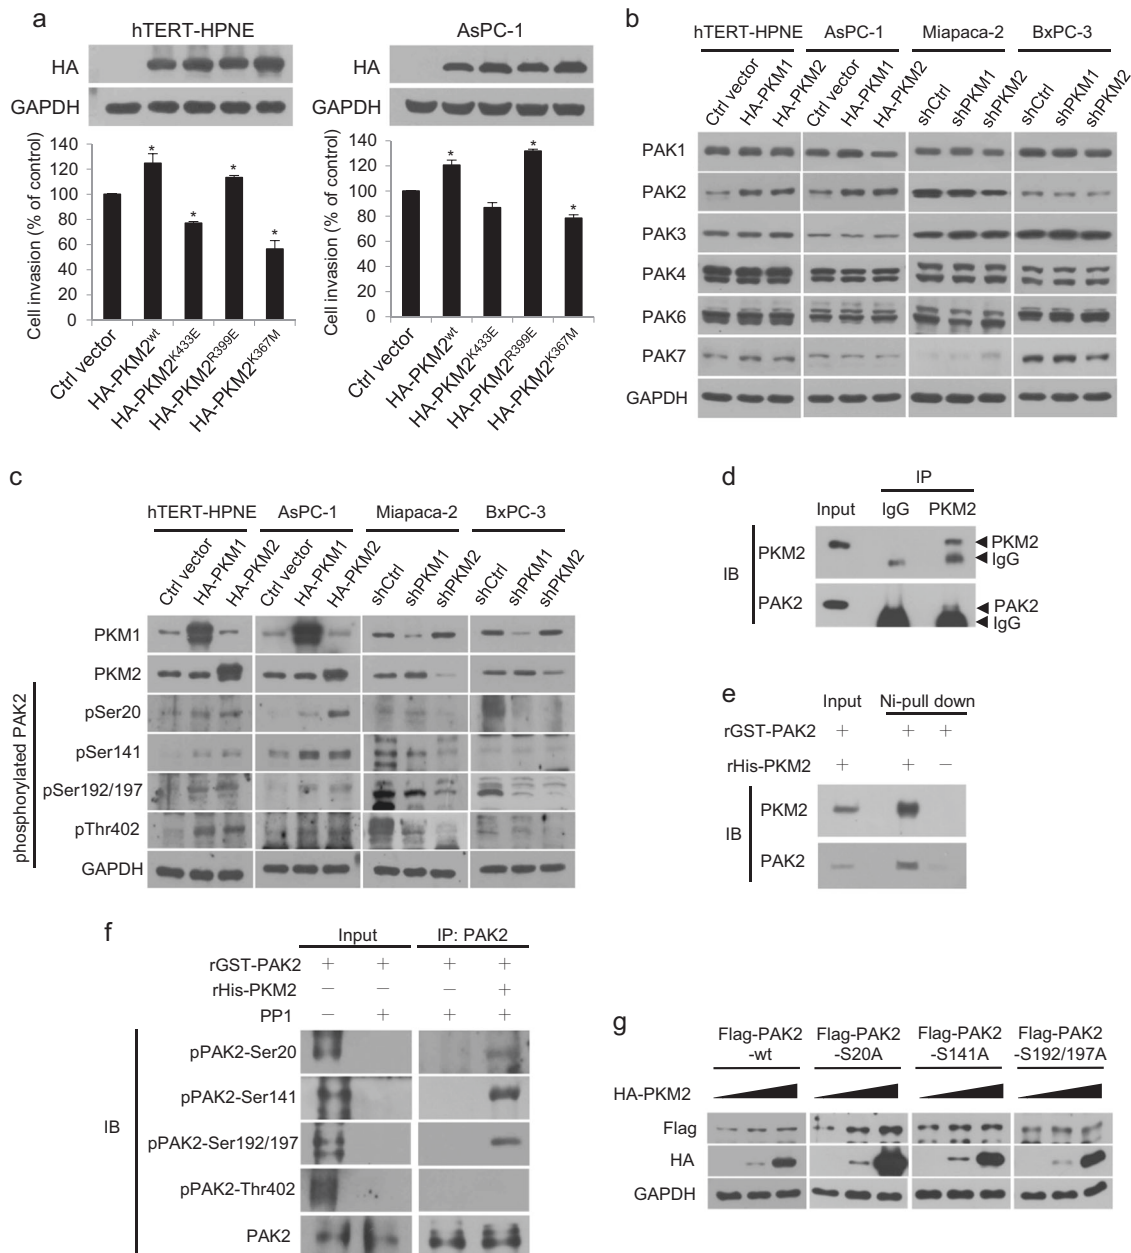 a
hTERT-HPNE
HA
GAPDH
Cell invasion (% of control)
140
120
100
80
60
40
20
0
* * * *
Ctrl vector
HA-PKM2wt
HA-PKM2K433E
HA-PKM2R399E
HA-PKM2K367M
AsPC-1
HA
GAPDH
Cell invasion (% of control)
140
120
100
80
60
40
20
0
* * *
Ctrl vector
HA-PKM2wt
HA-PKM2K433E
HA-PKM2R399E
HA-PKM2K367M
b
hTERT-HPNE AsPC-1 Miapaca-2 BxPC-3
Ctrl vector HA-PKM1 HA-PKM2 Ctrl vector HA-PKM1 HA-PKM2 shCtrl shPKM1 shPKM2 shCtrl shPKM1 shPKM2
PAK1
PAK2
PAK3
PAK4
PAK6
PAK7
GAPDH
c
hTERT-HPNE AsPC-1 Miapaca-2 BxPC-3
Ctrl vector HA-PKM1 HA-PKM2 Ctrl vector HA-PKM1 HA-PKM2 shCtrl shPKM1 shPKM2 shCtrl shPKM1 shPKM2
PKM1
PKM2
phosphorylated PAK2
pSer20
pSer141
pSer192/197
pThr402
GAPDH
d
IP
Input IgG PKM2
IB
PKM2
PKM2
IgG
PAK2
PAK2
IgG
e
Input Ni-pull down
rGST-PAK2 + + +
rHis-PKM2 + + −
IB
PKM2
PAK2
f
Input IP: PAK2
rGST-PAK2 + + + +
rHis-PKM2 − − − +
PP1 − + + +
IB
pPAK2-Ser20
pPAK2-Ser141
pPAK2-Ser192/197
pPAK2-Thr402
PAK2
g
Flag-PAK2 Flag-PAK2 Flag-PAK2 Flag-PAK2
-wt -S20A -S141A -S192/197A
HA-PKM2
Flag
HA
GAPDH